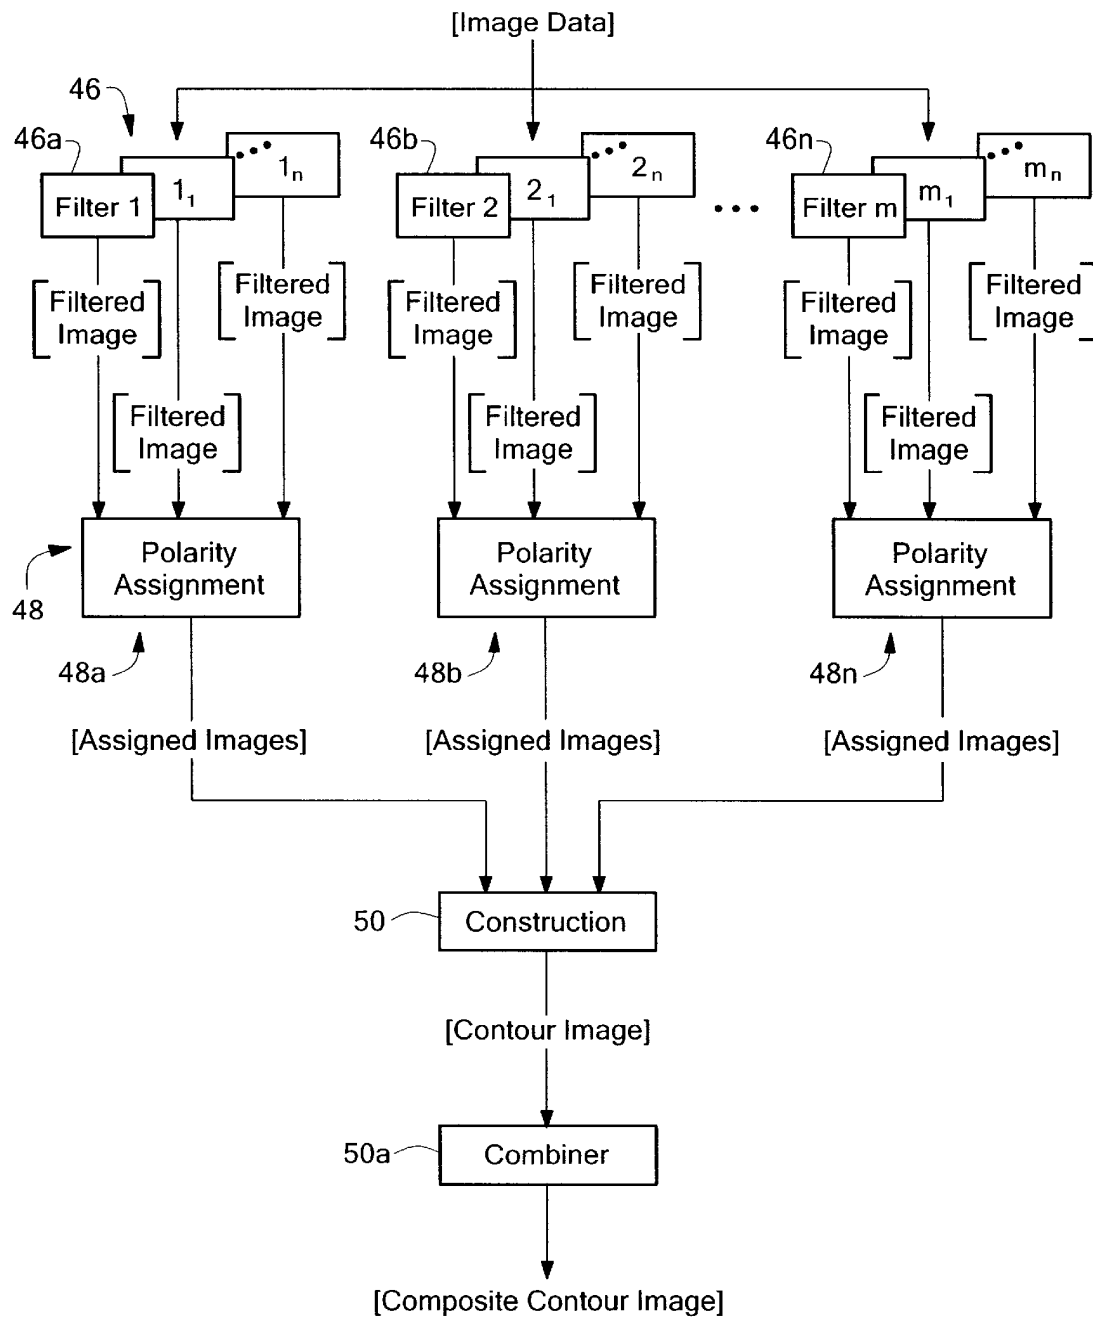 [Image Data]
46
46a
46b
46n
Filter 1
1₁
1ₙ
Filter 2
2₁
2ₙ
Filter m
m₁
mₙ
Filtered
Image
Filtered
Image
Filtered
Image
Filtered
Image
Filtered
Image
Filtered
Image
Filtered
Image
Filtered
Image
Filtered
Image
Polarity
Assignment
Polarity
Assignment
Polarity
Assignment
48
48a
48b
48n
[Assigned Images]
[Assigned Images]
[Assigned Images]
50
Construction
[Contour Image]
50a
Combiner
[Composite Contour Image]